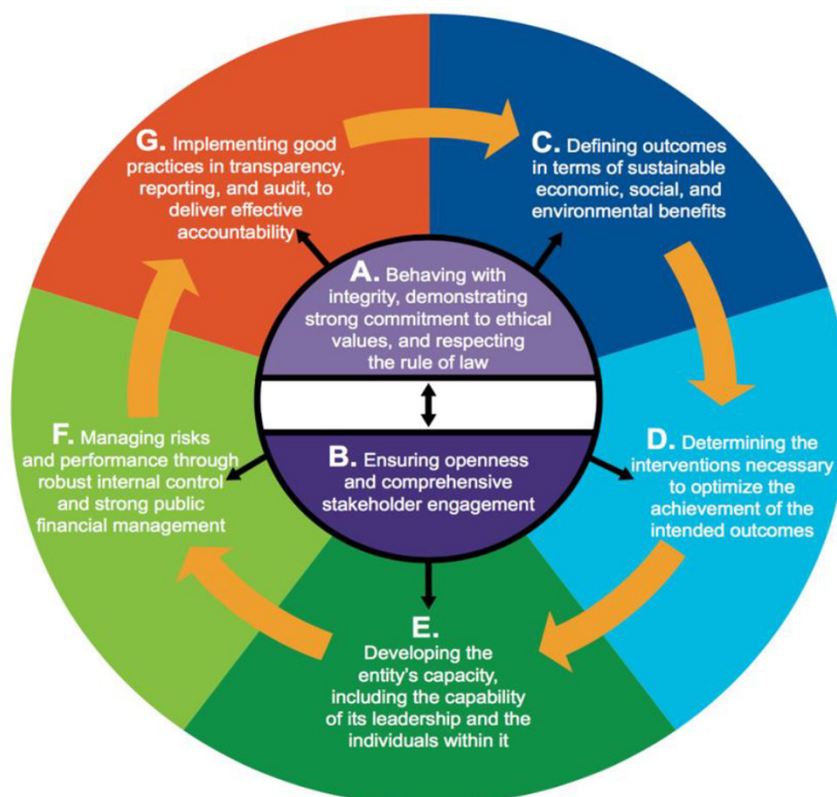 A. Behaving with
integrity, demonstrating
strong commitment to ethical
values, and respecting
the rule of law
B. Ensuring openness
and comprehensive
stakeholder engagement
C. Defining outcomes
in terms of sustainable
economic, social, and
environmental benefits
D. Determining the
interventions necessary
to optimize the
achievement of the
intended outcomes
E.
Developing the
entity's capacity,
including the capability
of its leadership and the
individuals within it
F. Managing risks
and performance through
robust internal control
and strong public
financial management
G. Implementing good
practices in transparency,
reporting, and audit, to
deliver effective
accountability